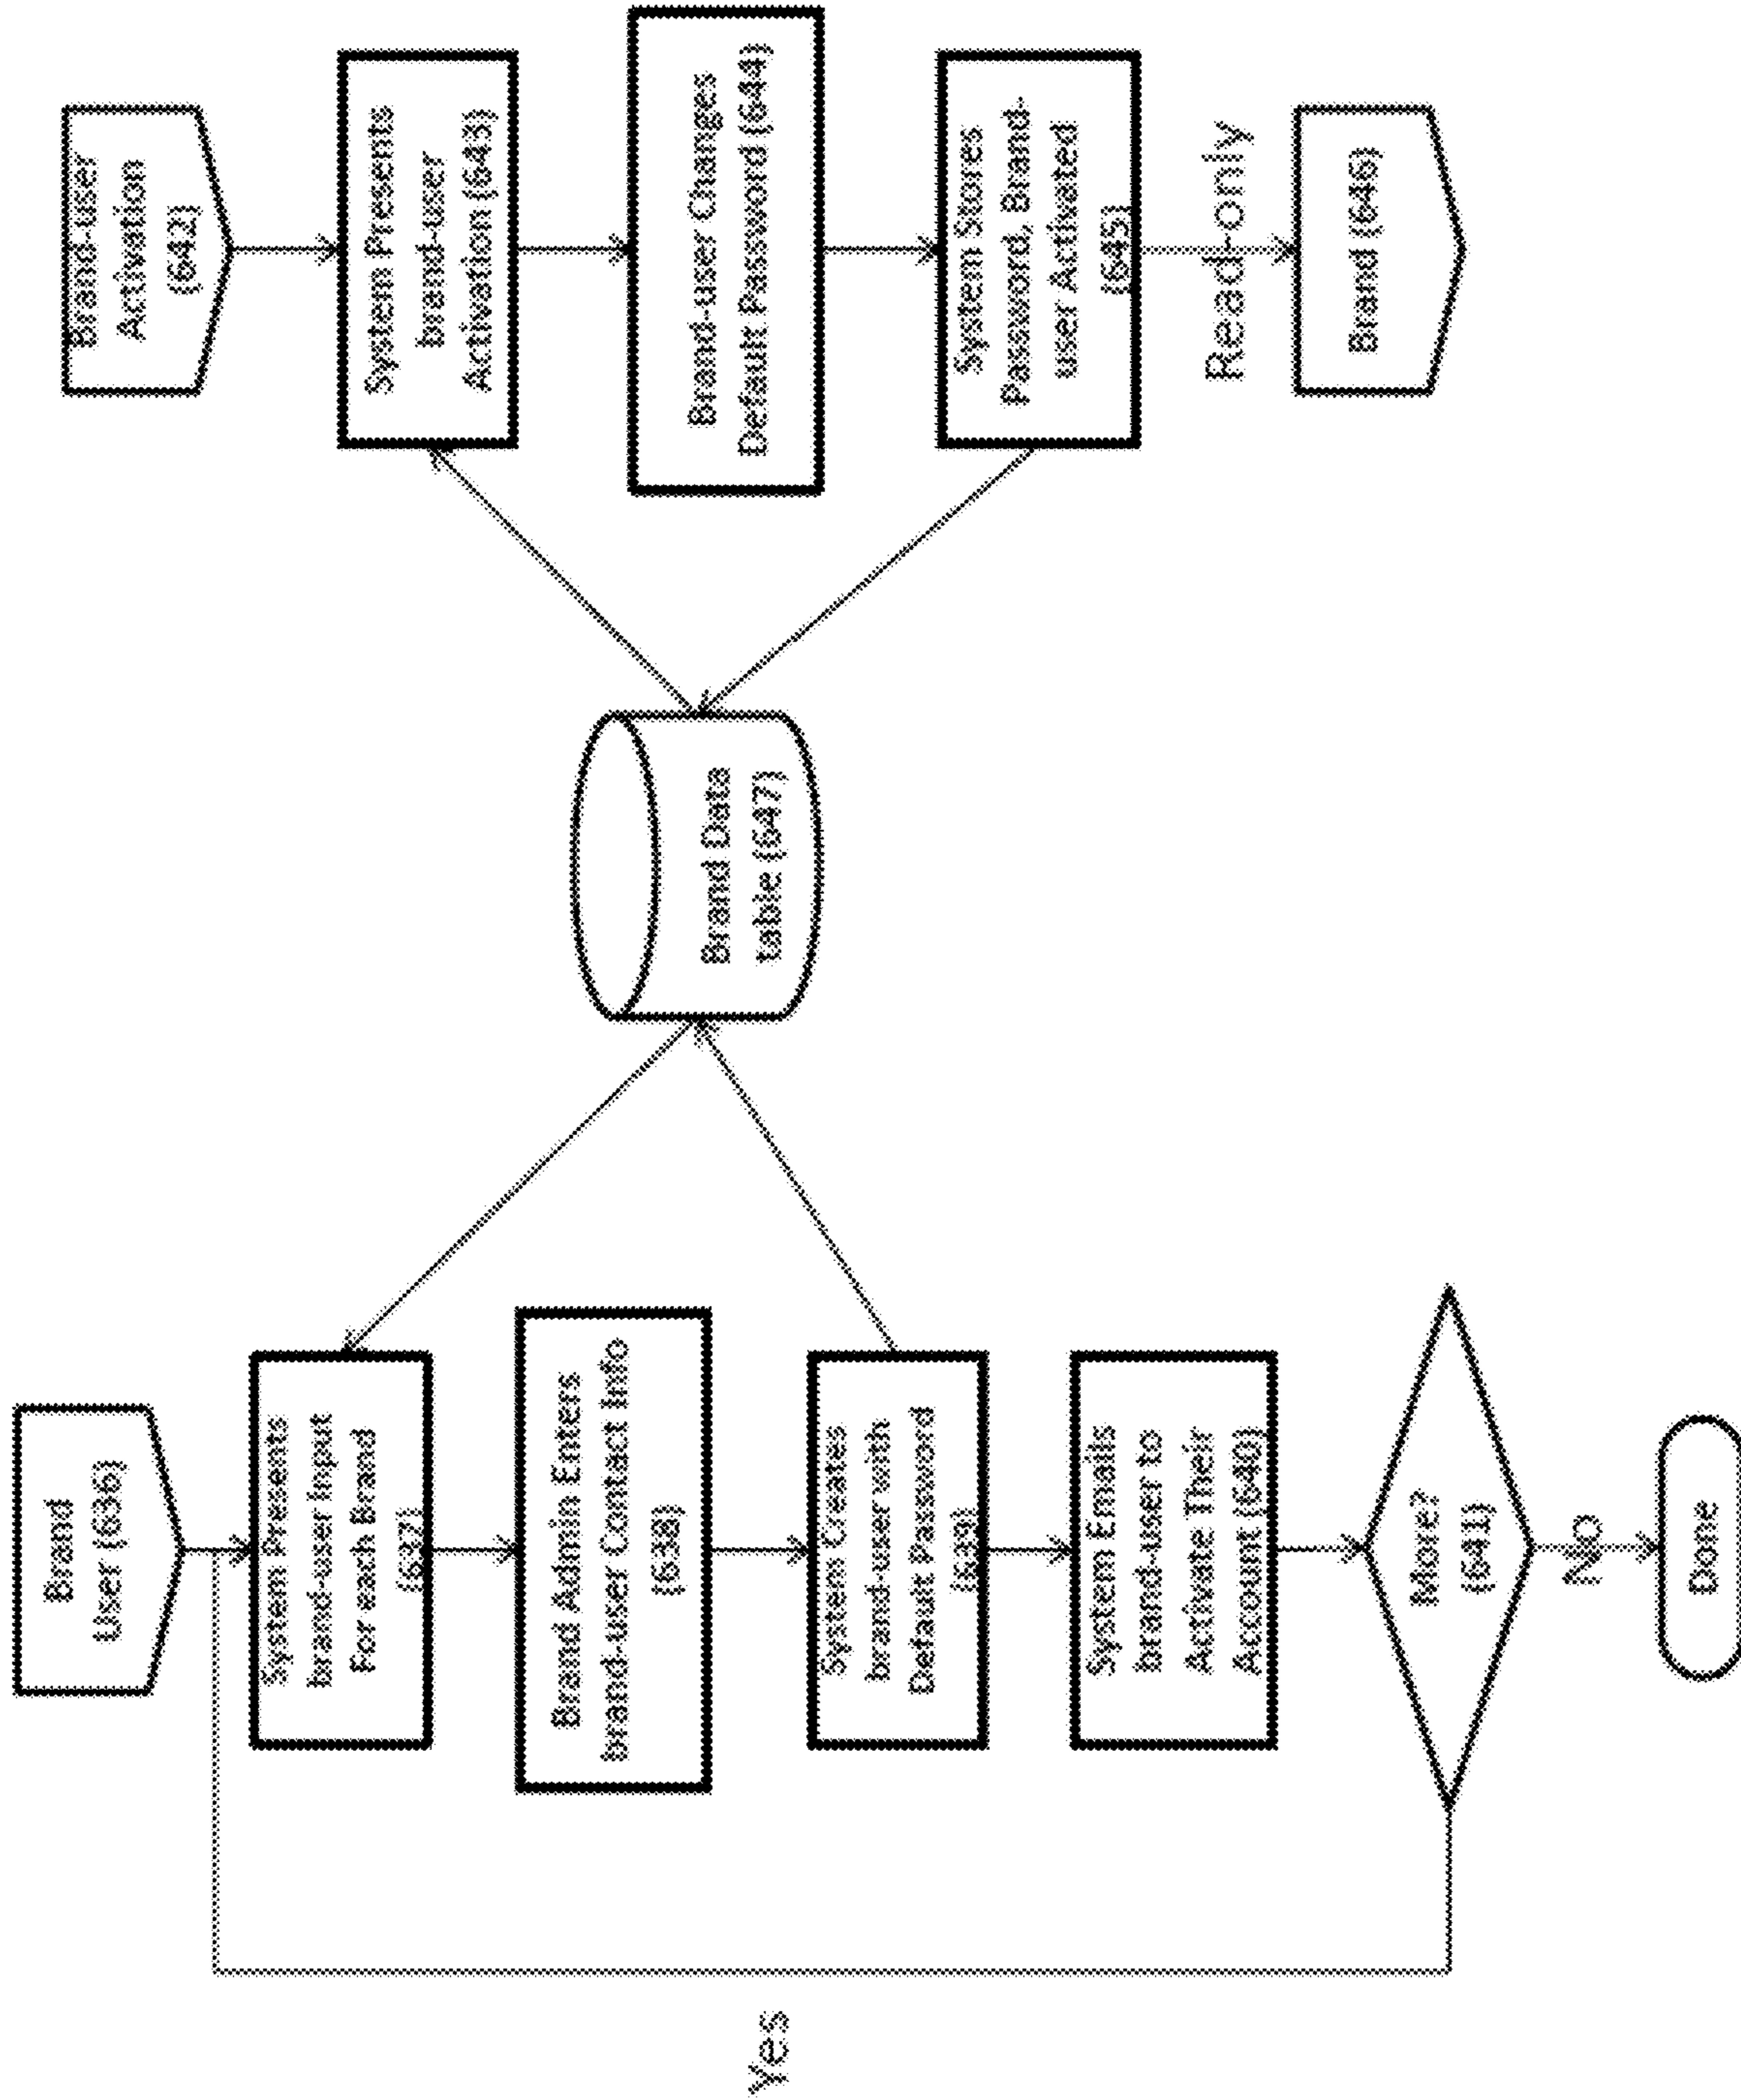 Brand
User (636)
System Presents
brand-user Input
For each Brand
(637)
Brand Admin Enters
brand-user Contact Info
(638)
System Creates
brand-user with
Default Password
(639)
System Emails
brand-user to
Activate Their
Account (640)
More?
(641)
Yes
No
Done
Brand Data
table (647)
Brand-user
Activation
(642)
System Presents
brand-user
Activation (643)
Brand-user Changes
Default Password (644)
System Stores
Password, Brand-
user Activated
(645)
Read-only
Brand (646)